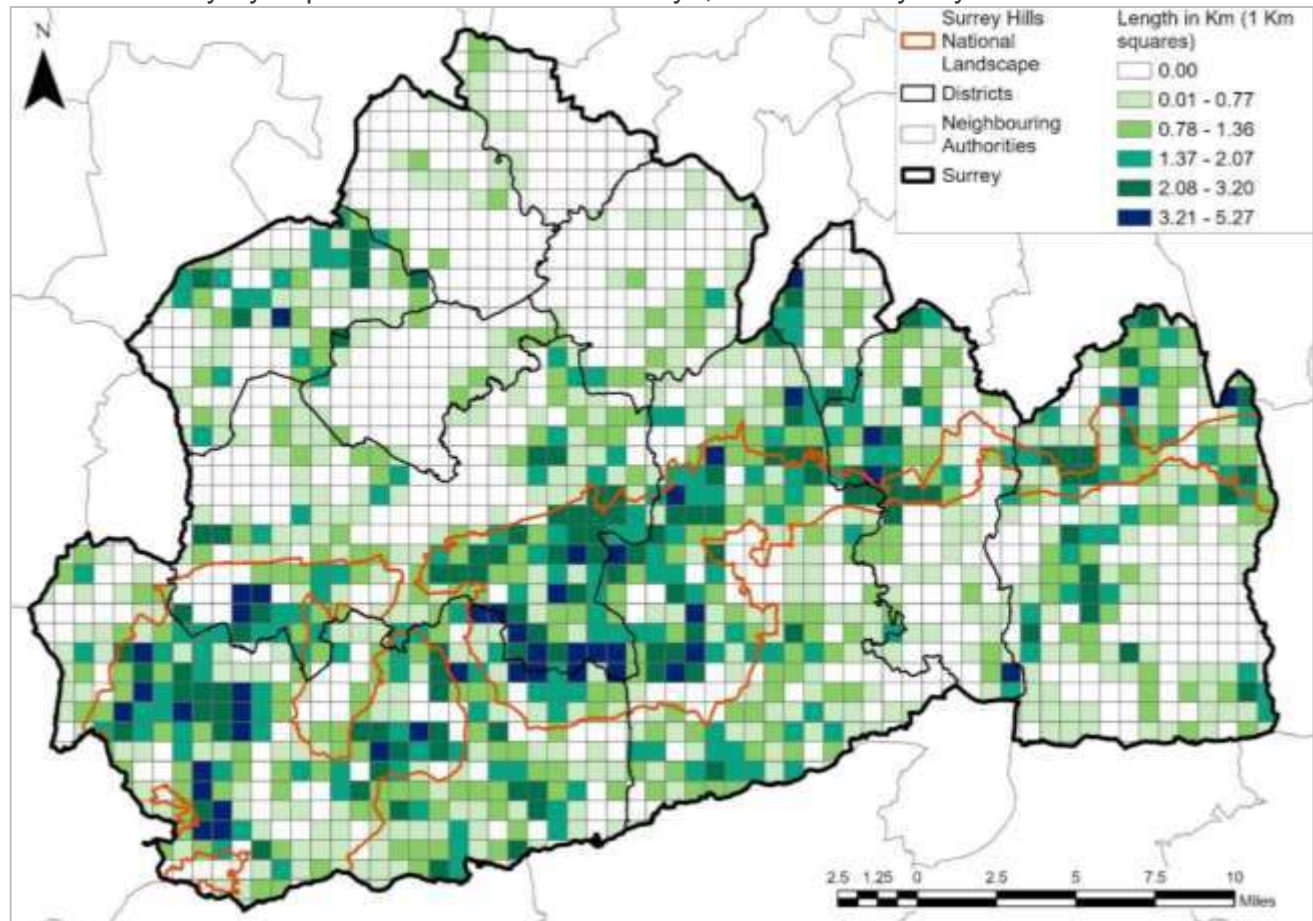 N
Surrey Hills
National
Landscape
Districts
Neighbouring
Authorities
Surrey
Length in Km (1 Km
squares)
0.00
0.01 - 0.77
0.78 - 1.36
1.37 - 2.07
2.08 - 3.20
3.21 - 5.27
2.5 1.25 0 2.5 5 7.5 10
Miles